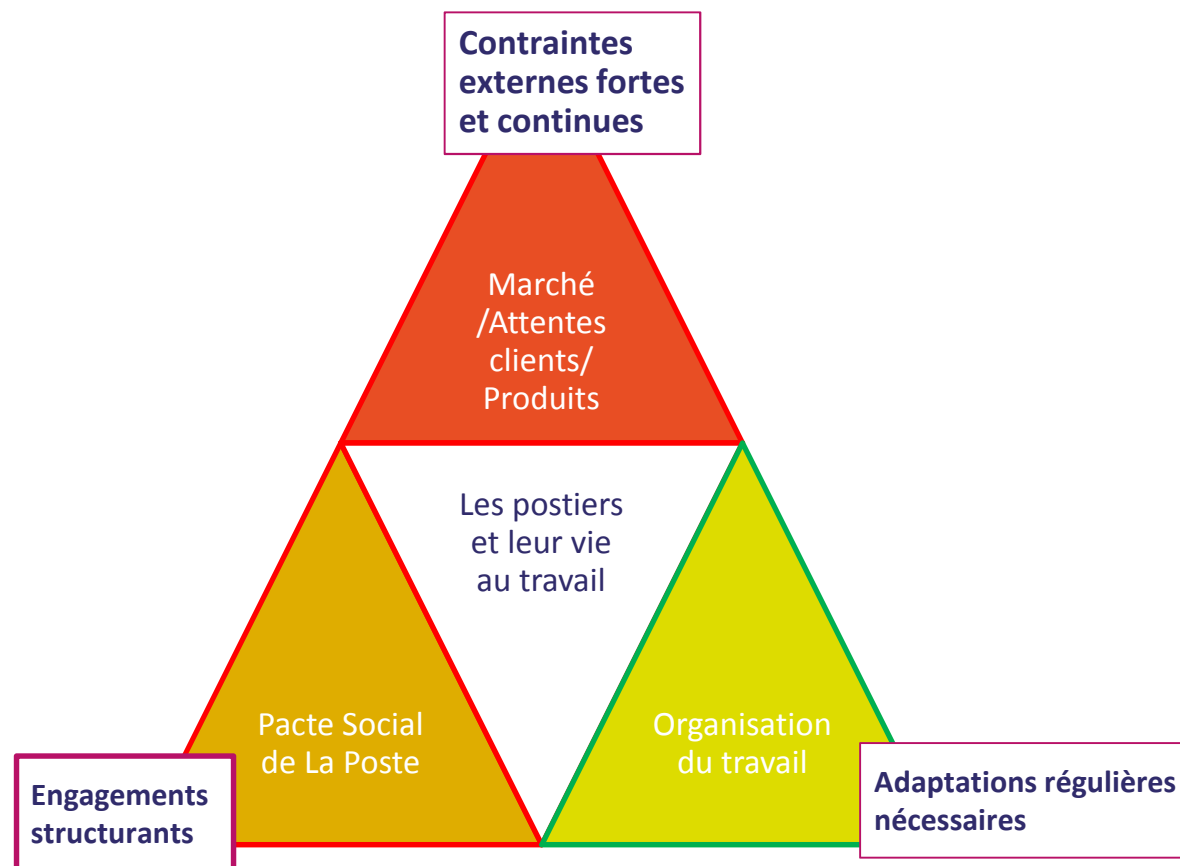 Contraintes
externes fortes
et continues
Marché
/Attentes
clients/
Produits
Les postiers
et leur vie
au travail
Pacte Social
de La Poste
Organisation
du travail
Engagements
structurants
Adaptations régulières
nécessaires